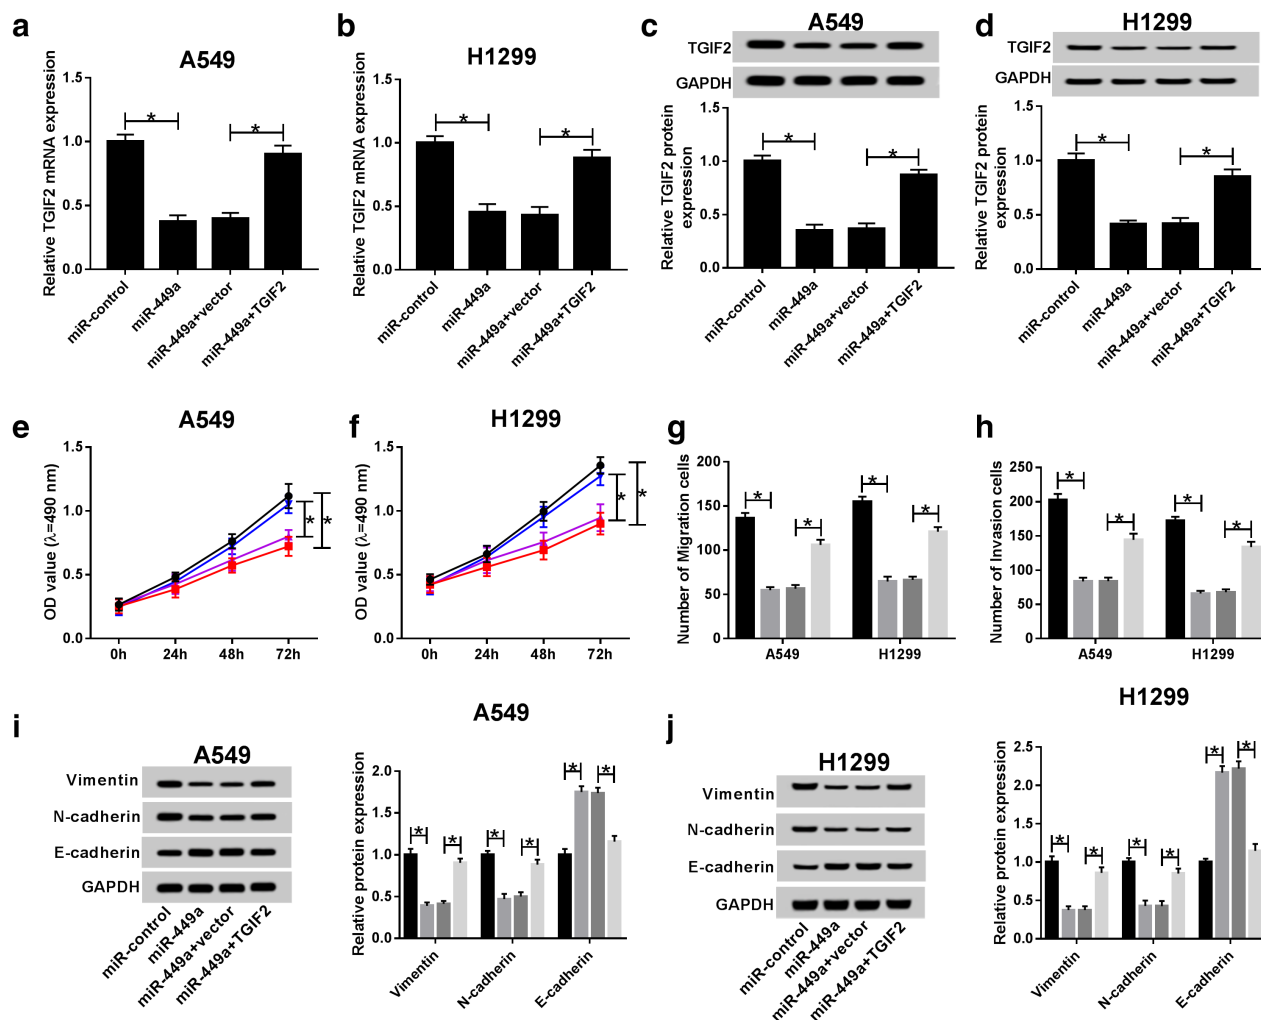 a
A549
Relative TGIF2 mRNA expression
1.5
1.0
0.5
0.0
*
*
miR-control
miR-449a
miR-449a+vector
miR-449a+TGIF2
b
H1299
Relative TGIF2 mRNA expression
1.5
1.0
0.5
0.0
*
*
miR-control
miR-449a
miR-449a+vector
miR-449a+TGIF2
c
A549
TGIF2
GAPDH
Relative TGIF2 protein
expression
1.5
1.0
0.5
0.0
*
*
miR-control
miR-449a
miR-449a+vector
miR-449a+TGIF2
d
H1299
TGIF2
GAPDH
Relative TGIF2 protein
expression
1.5
1.0
0.5
0.0
*
*
miR-control
miR-449a
miR-449a+vector
miR-449a+TGIF2
e
A549
OD value (λ=490 nm)
1.5
1.0
0.5
0.0
* *
0h 24h 48h 72h
f
H1299
OD value (λ=490 nm)
1.5
1.0
0.5
0.0
* *
0h 24h 48h 72h
g
Number of Migration cells
200
150
100
50
0
* * * *
A549 H1299
h
Number of Invasion cells
250
200
150
100
50
0
* * * *
A549 H1299
i
A549
Vimentin
N-cadherin
E-cadherin
GAPDH
miR-control
miR-449a
miR-449a+vector
miR-449a+TGIF2
A549
Relative protein expression
2.0
1.5
1.0
0.5
0.0
* * * * * *
Vimentin
N-cadherin
E-cadherin
j
H1299
Vimentin
N-cadherin
E-cadherin
GAPDH
miR-control
miR-449a
miR-449a+vector
miR-449a+TGIF2
H1299
Relative protein expression
2.5
2.0
1.5
1.0
0.5
0.0
* * * * * *
Vimentin
N-cadherin
E-cadherin